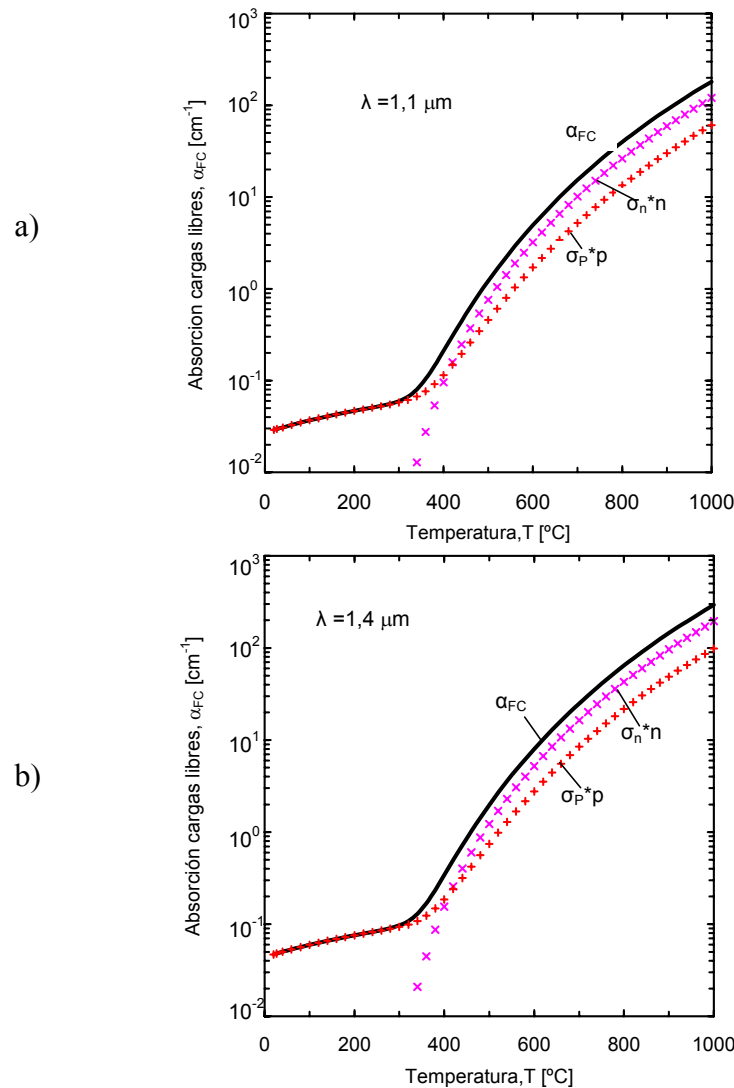 a)
Absorcion cargas libres, α_FC [cm⁻¹]
10³
10²
10¹
10⁰
10⁻¹
10⁻²
λ =1,1 μm
α_FC
σ_n*n
σ_P*p
0 200 400 600 800 1000
Temperatura,T [ºC]
b)
Absorción cargas libres, α_FC [cm⁻¹]
10³
10²
10¹
10⁰
10⁻¹
10⁻²
λ =1,4 μm
α_FC
σ_n*n
σ_P*p
0 200 400 600 800 1000
Temperatura,T [ºC]